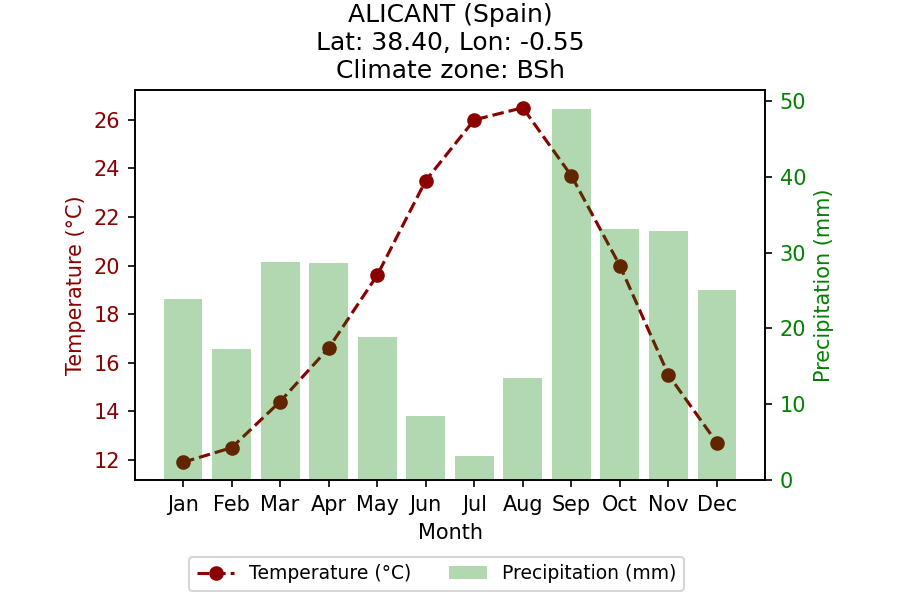 ALICANT (Spain)
Lat: 38.40, Lon: -0.55
Climate zone: BSh
Temperature (°C)
26
24
22
20
18
16
14
12
50
40
30
20
10
0
Precipitation (mm)
Jan Feb Mar Apr May Jun Jul Aug Sep Oct Nov Dec
Month
Temperature (°C) Precipitation (mm)